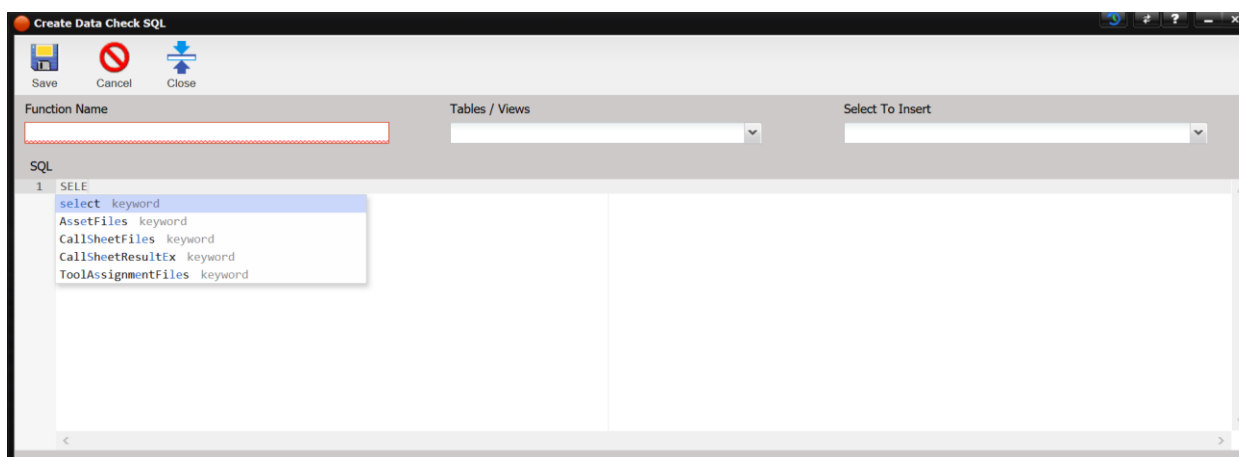 Create Data Check SQL
?
Save Cancel Close
Function Name Tables / Views Select To Insert
SQL
1 SELE
select keyword
AssetFiles keyword
CallSheetFiles keyword
CallSheetResultEx keyword
ToolAssignmentFiles keyword